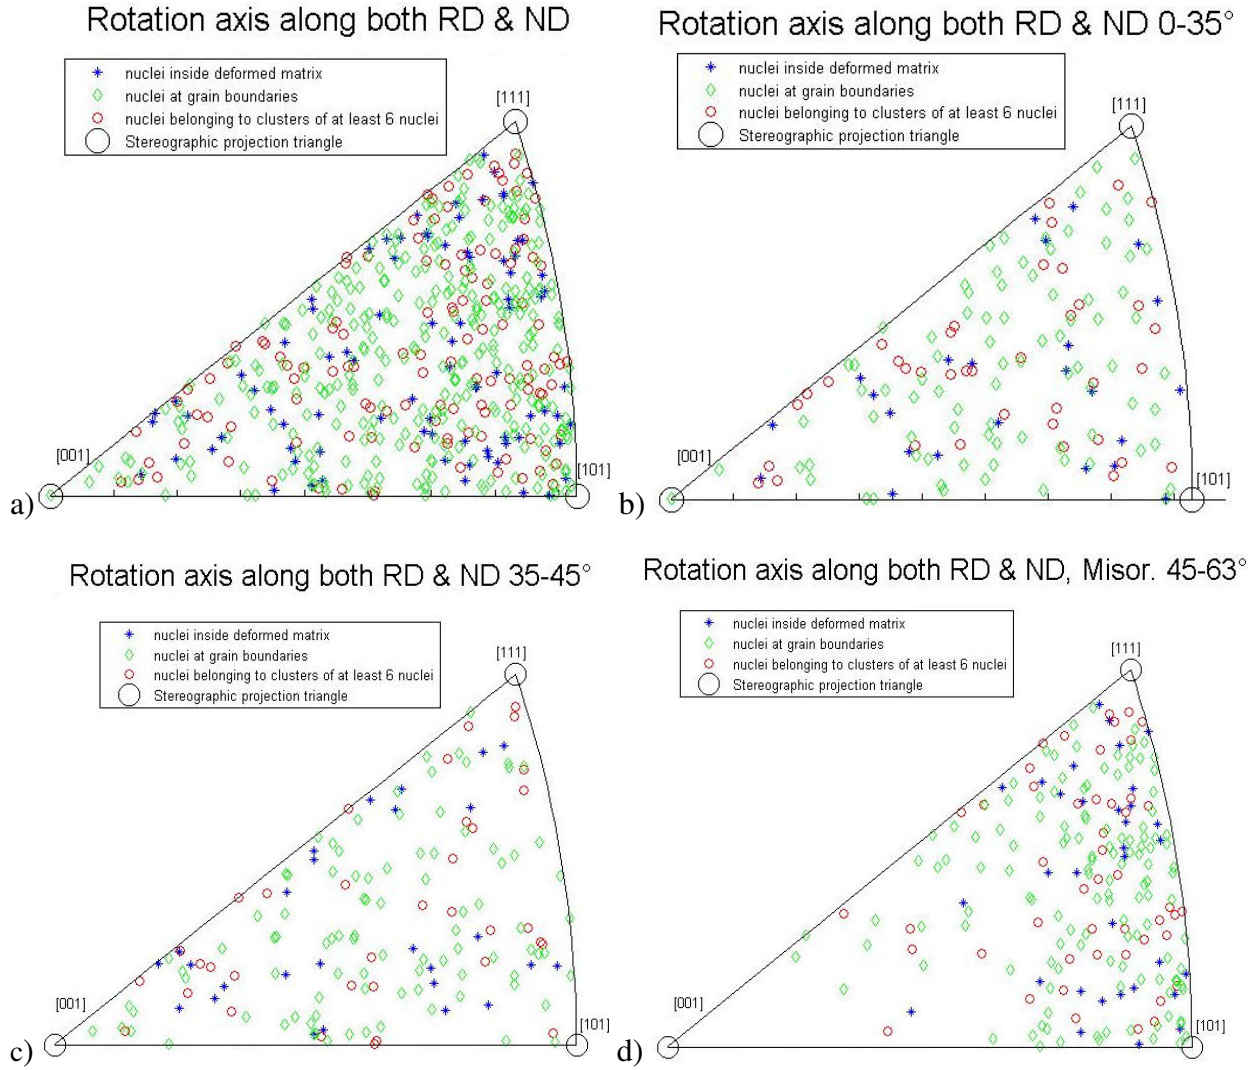 Rotation axis along both RD & ND
nuclei inside deformed matrix
nuclei at grain boundaries
nuclei belonging to clusters of at least 6 nuclei
Stereographic projection triangle
[111]
[001]
[101]
a)
Rotation axis along both RD & ND 0-35°
nuclei inside deformed matrix
nuclei at grain boundaries
nuclei belonging to clusters of at least 6 nuclei
Stereographic projection triangle
[111]
[001]
[101]
b)
Rotation axis along both RD & ND 35-45°
nuclei inside deformed matrix
nuclei at grain boundaries
nuclei belonging to clusters of at least 6 nuclei
Stereographic projection triangle
[111]
[001]
[101]
c)
Rotation axis along both RD & ND, Misor. 45-63°
nuclei inside deformed matrix
nuclei at grain boundaries
nuclei belonging to clusters of at least 6 nuclei
Stereographic projection triangle
[111]
[001]
[101]
d)